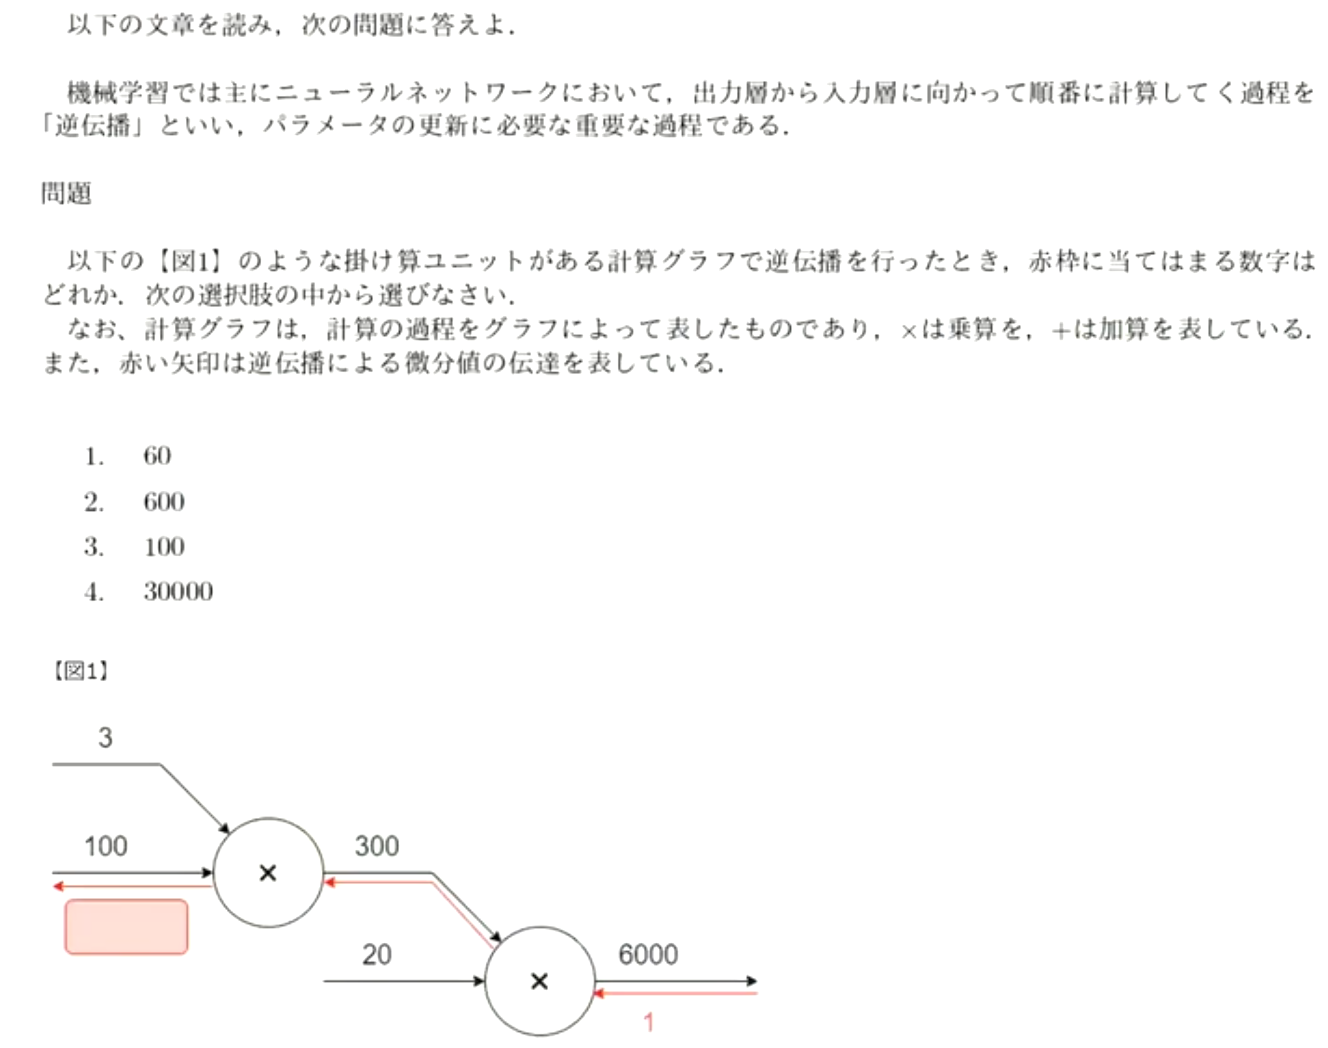 以下の文章を読み，次の問題に答えよ．
機械学習では主にニューラルネットワークにおいて，出力層から入力層に向かって順番に計算してく過程を
「逆伝播」といい，パラメータの更新に必要な重要な過程である．
問題
以下の【図1】のような掛け算ユニットがある計算グラフで逆伝播を行ったとき，赤枠に当てはまる数字は
どれか．次の選択肢の中から選びなさい．
なお、計算グラフは，計算の過程をグラフによって表したものであり，×は乗算を，+は加算を表している．
また，赤い矢印は逆伝播による微分値の伝達を表している．
1. 60
2. 600
3. 100
4. 30000
【図1】
3
100
×
300
20
×
6000
1